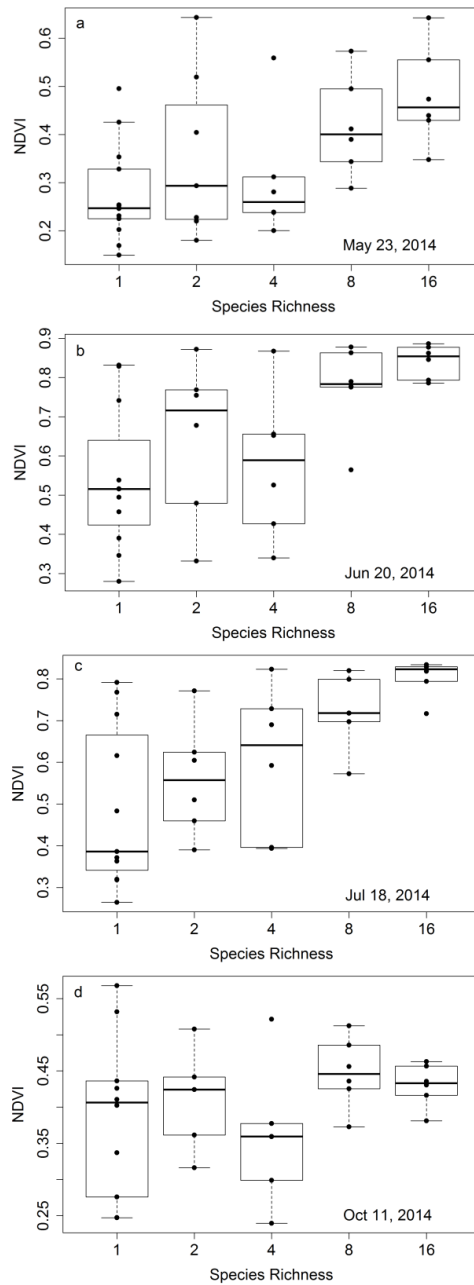 a
0.6
0.5
0.4
0.3
0.2
NDVI
May 23, 2014
1 2 4 8 16
Species Richness
b
0.9
0.8
0.7
0.6
0.5
0.4
0.3
NDVI
Jun 20, 2014
1 2 4 8 16
Species Richness
c
0.8
0.7
0.6
0.5
0.4
0.3
NDVI
Jul 18, 2014
1 2 4 8 16
Species Richness
d
0.55
0.45
0.35
0.25
NDVI
Oct 11, 2014
1 2 4 8 16
Species Richness